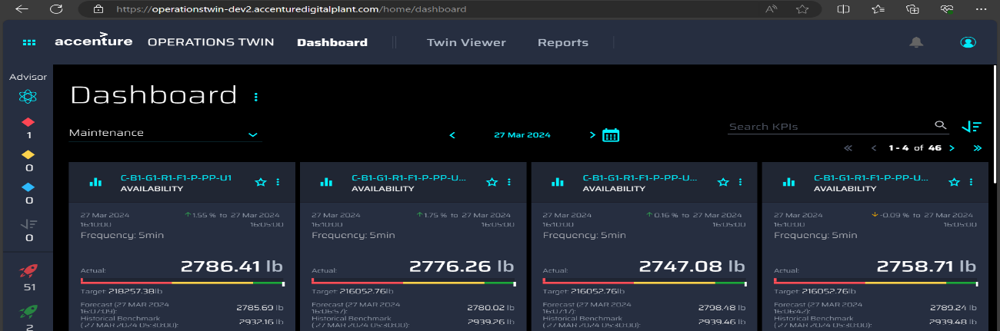 https://operationstwin-dev2.accenturedigitalplant.com/home/dashboard
accenture OPERATIONS TWIN Dashboard Twin Viewer Reports
Advisor
1
0
0
0
51
2
Dashboard
Maintenance
27 Mar 2024
Search KPIs
1 - 4 of 46
C-B1-G1-R1-F1-P-PP-U1
AVAILABILITY
27 Mar 2024 1.55 % to 27 Mar 2024
16:10:00 16:05:00
Frequency: 5min
Actual: 2786.41 lb
Target: 218257.38lb
Forecast (27 MAR 2024
16:07:09): 2785.69 lb
Historical Benchmark
(27 MAR 2024 05:30:00): 2932.16 lb
C-B1-G1-R1-F1-P-PP-U...
AVAILABILITY
27 Mar 2024 1.75 % to 27 Mar 2024
16:10:00 16:05:00
Frequency: 5min
Actual: 2776.26 lb
Target: 216052.76lb
Forecast (27 MAR 2024
16:06:57): 2780.02 lb
Historical Benchmark
(27 MAR 2024 05:30:00): 2939.26 lb
C-B1-G1-R1-F1-P-PP-U...
AVAILABILITY
27 Mar 2024 0.16 % to 27 Mar 2024
16:10:00 16:05:00
Frequency: 5min
Actual: 2747.08 lb
Target: 216052.76lb
Forecast (27 MAR 2024
16:07:17): 2798.48 lb
Historical Benchmark
(27 MAR 2024 05:30:00): 2939.46 lb
C-B1-G1-R1-F1-P-PP-U...
AVAILABILITY
27 Mar 2024 -0.09 % to 27 Mar 2024
16:10:00 16:05:00
Frequency: 5min
Actual: 2758.71 lb
Target: 216052.76lb
Forecast (27 MAR 2024
16:06:42): 2789.24 lb
Historical Benchmark
(27 MAR 2024 05:30:00): 2939.48 lb